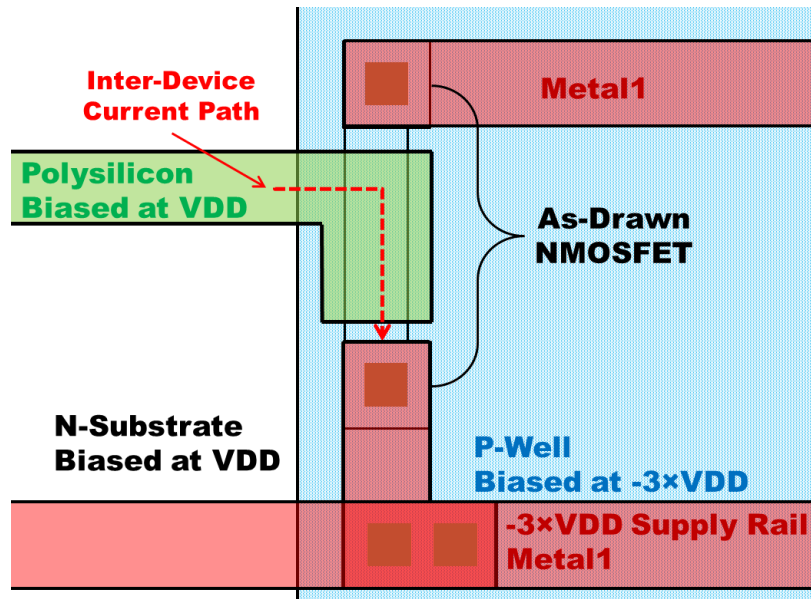 Inter-Device
Current Path
Metal1
Polysilicon
Biased at VDD
As-Drawn
NMOSFET
N-Substrate
Biased at VDD
P-Well
Biased at -3×VDD
-3×VDD Supply Rail
Metal1